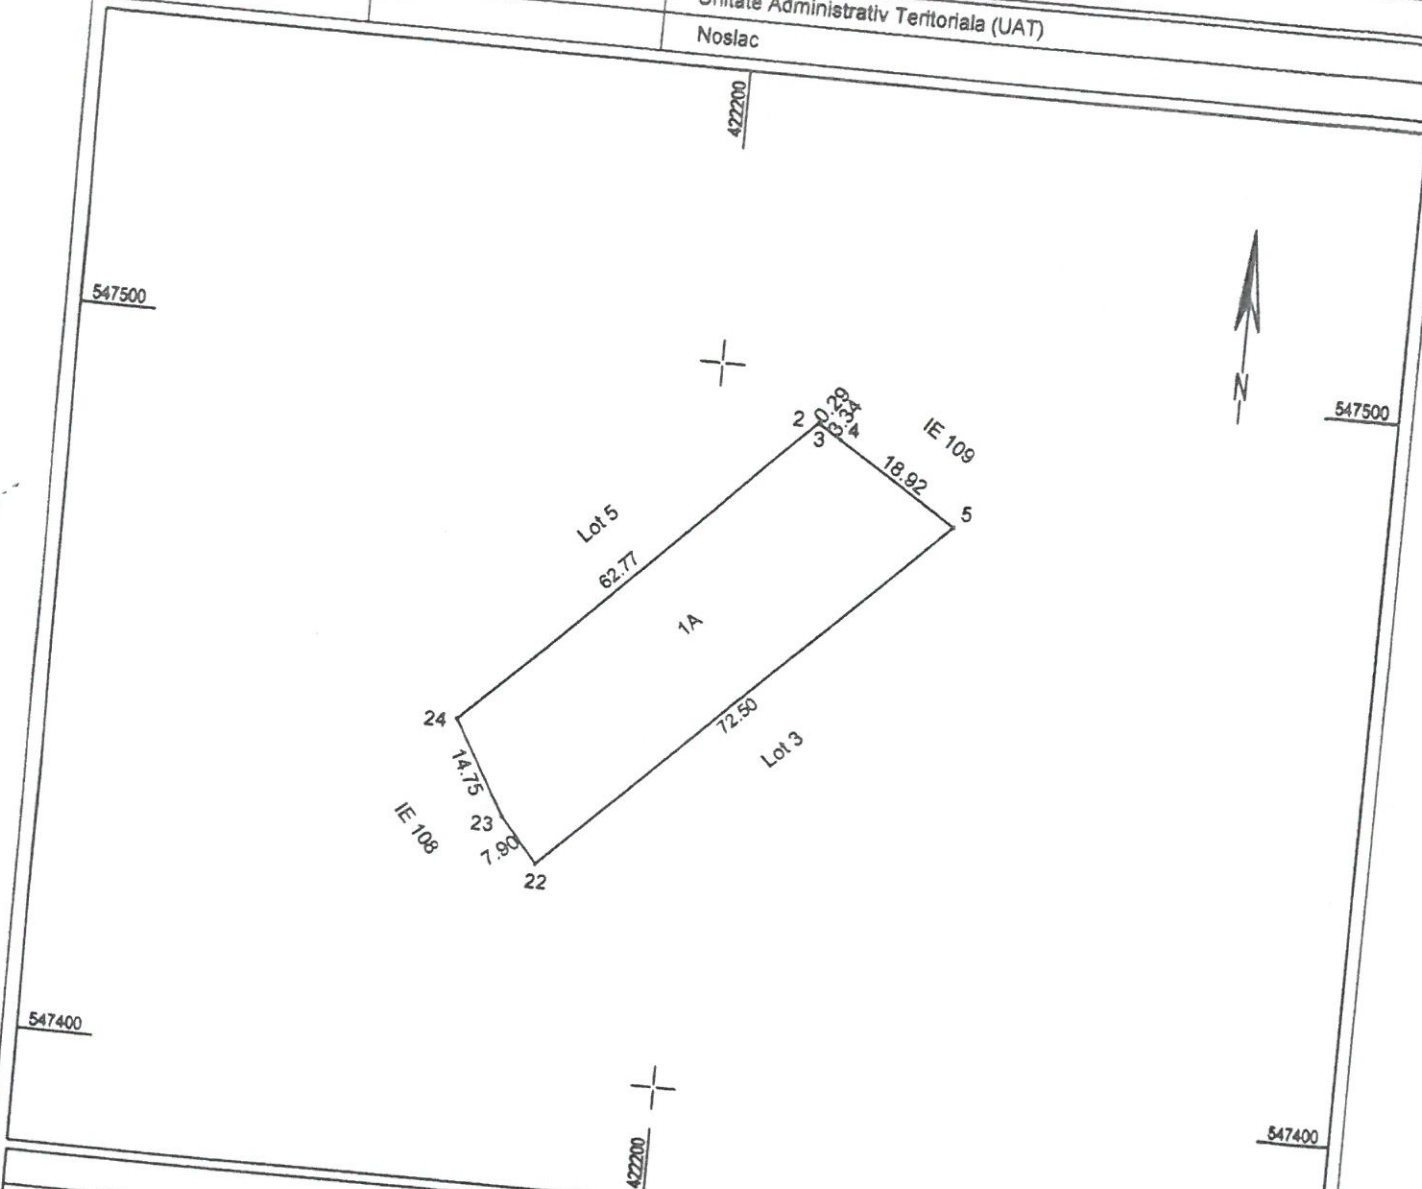 Unitate Administrativ Teritoriala (UAT)
Noslac
422200
547500
547500
N
0.29
3.34
2
3
4
IE 109
18.92
5
Lot 5
62.77
1A
24
72.50
Lot 3
14.75
IE 108
23
7.90
22
547400
547400
422200